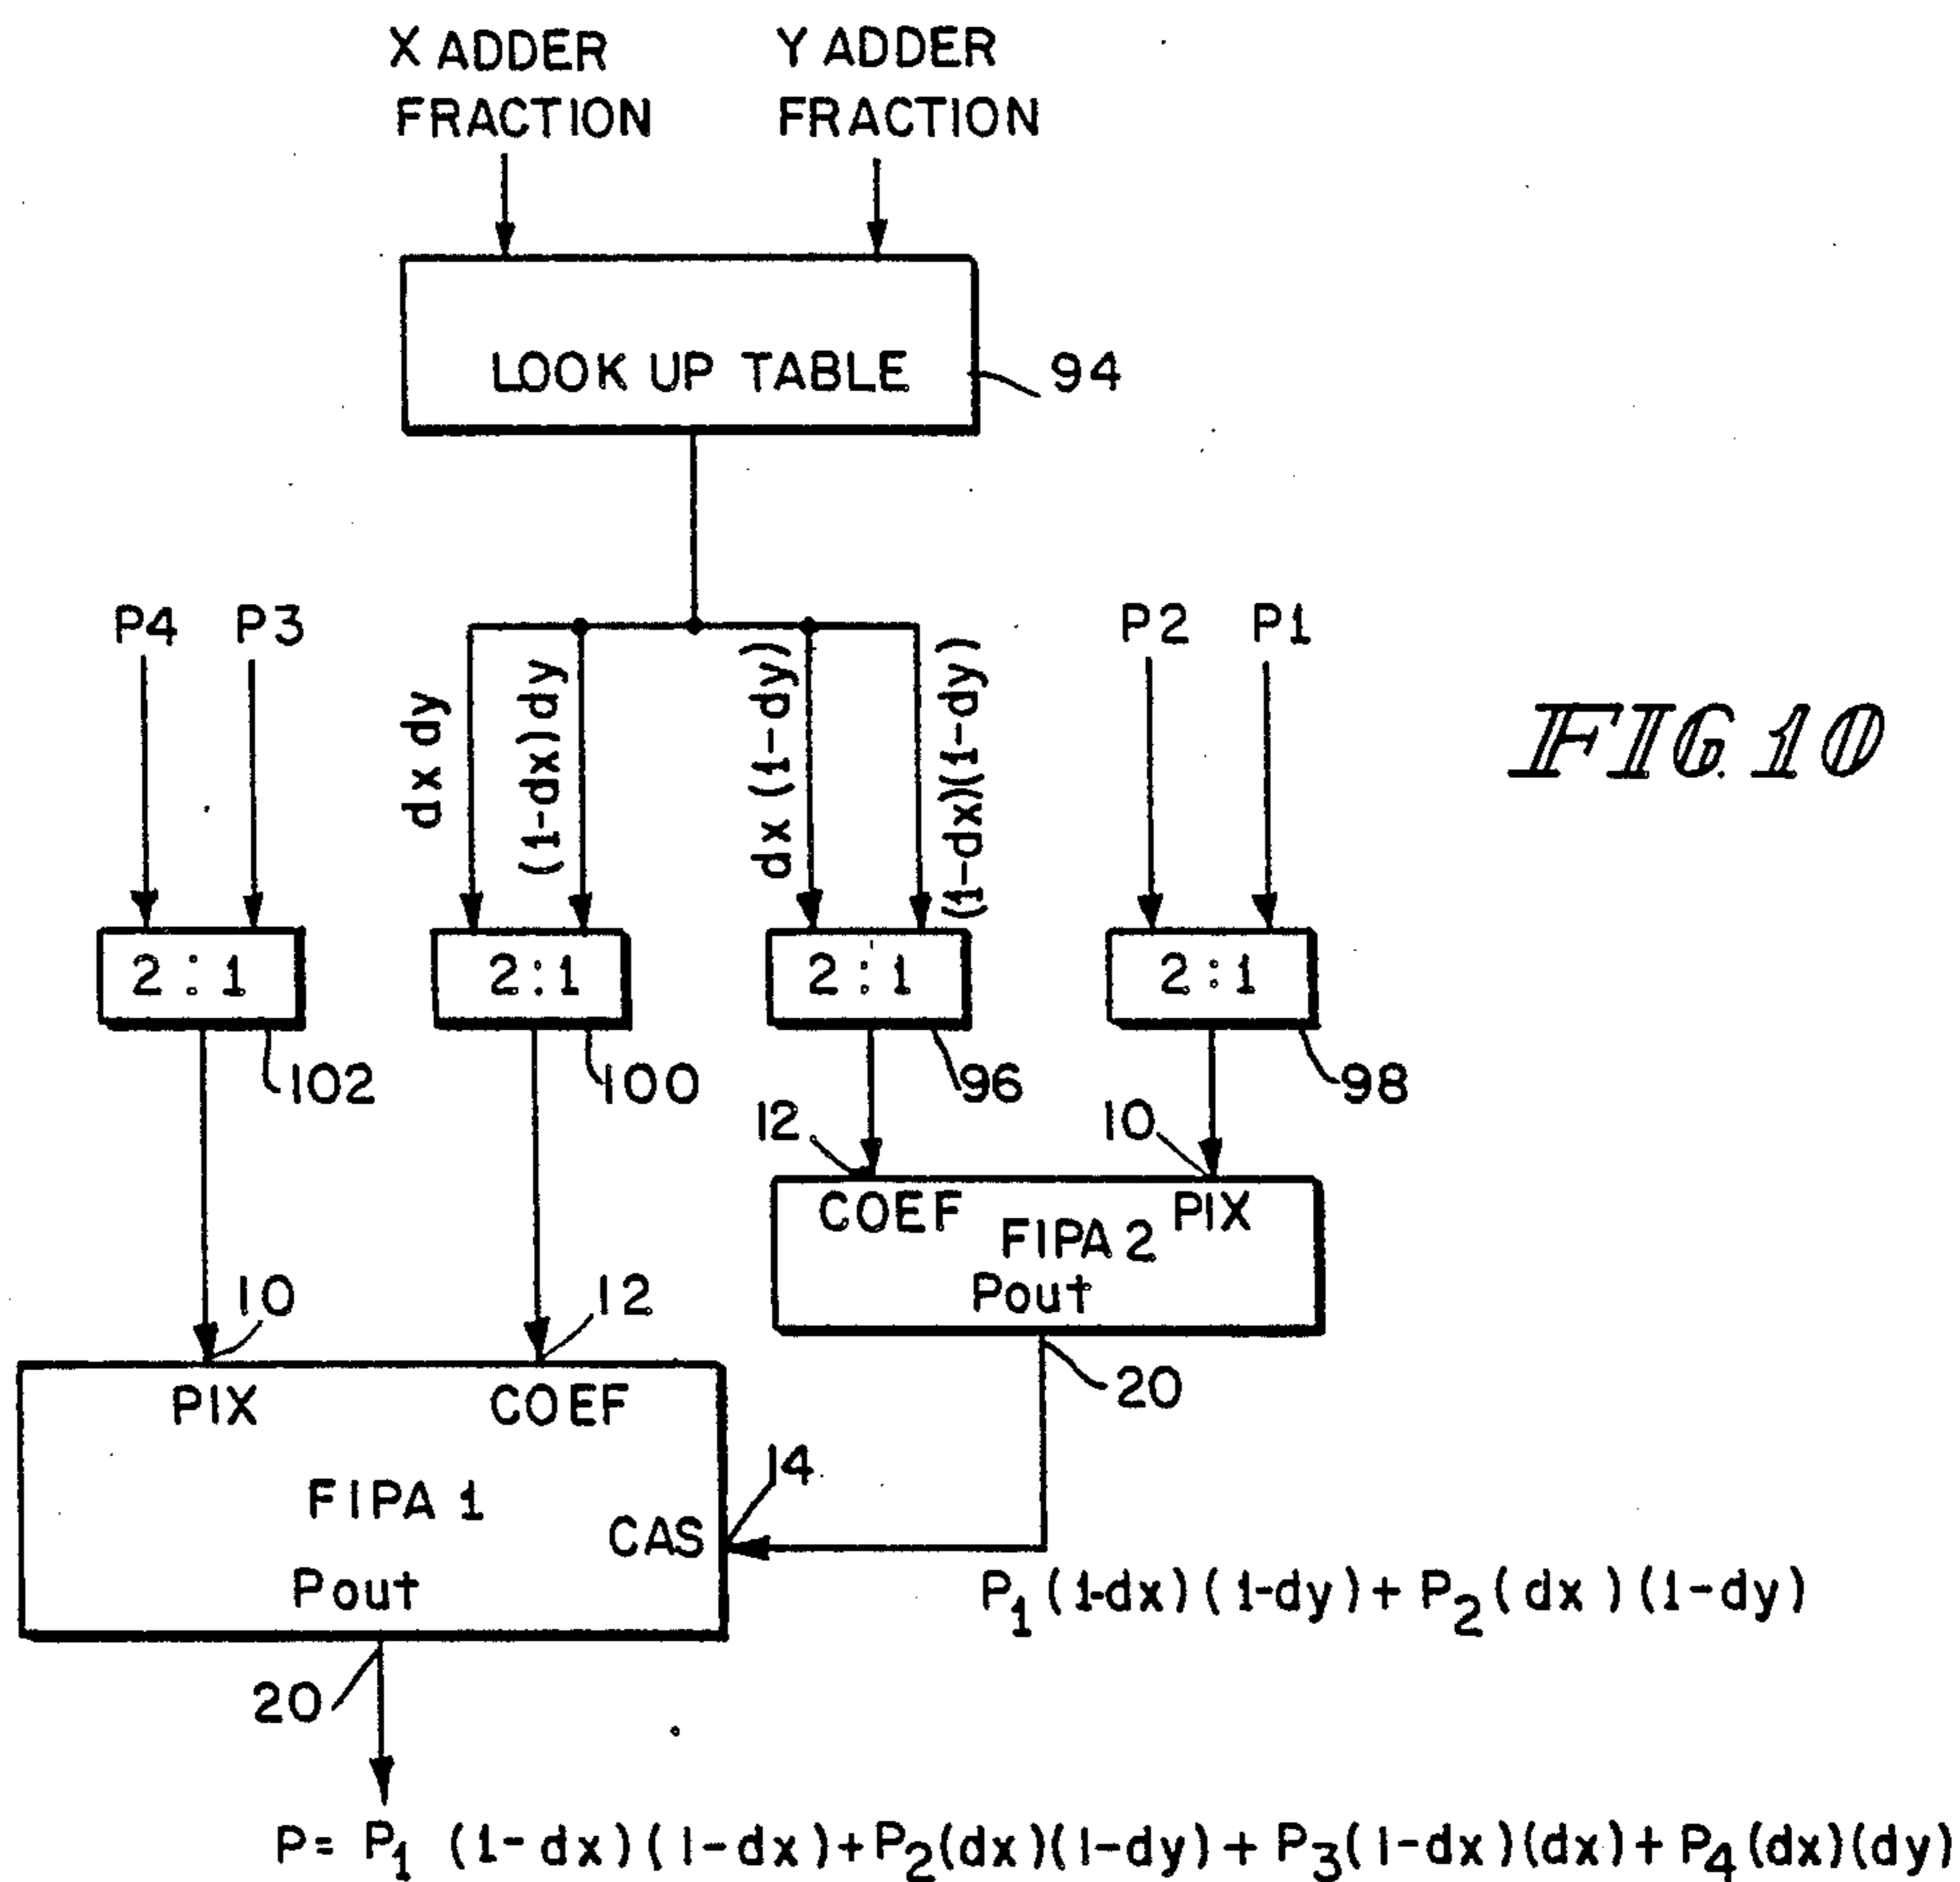 X ADDER
FRACTION
Y ADDER
FRACTION
LOOK UP TABLE
94
P4
P3
dx dy
(1-dx)dy
dx (1-dy)
(1-dx)(1-dy)
P2
P1
FIG. 10
2 : 1
2:1
2 : 1
2 : 1
102
100
96
98
12
10
COEF
PIX
FIPA 2
Pout
10
12
20
PIX
COEF
14
FIPA 1
CAS
Pout
P1 (1-dx)(1-dy)+ P2 (dx)(1-dy)
20
P= P1 (1-dx)(1-dx)+P2(dx)(1-dy)+P3(1-dx)(dx)+P4(dx)(dy)